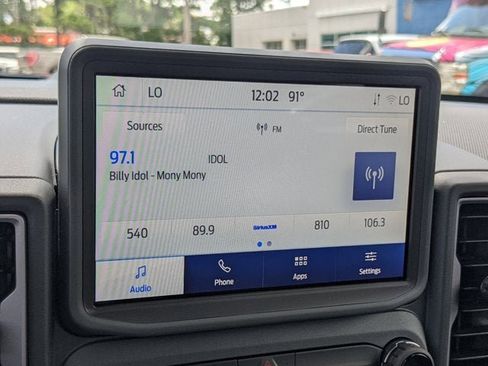 LO 12:02 91° LO
Sources FM Direct Tune
97.1 IDOL
Billy Idol - Mony Mony
540 89.9 SiriusXM 810 106.3
Audio Phone Apps Settings